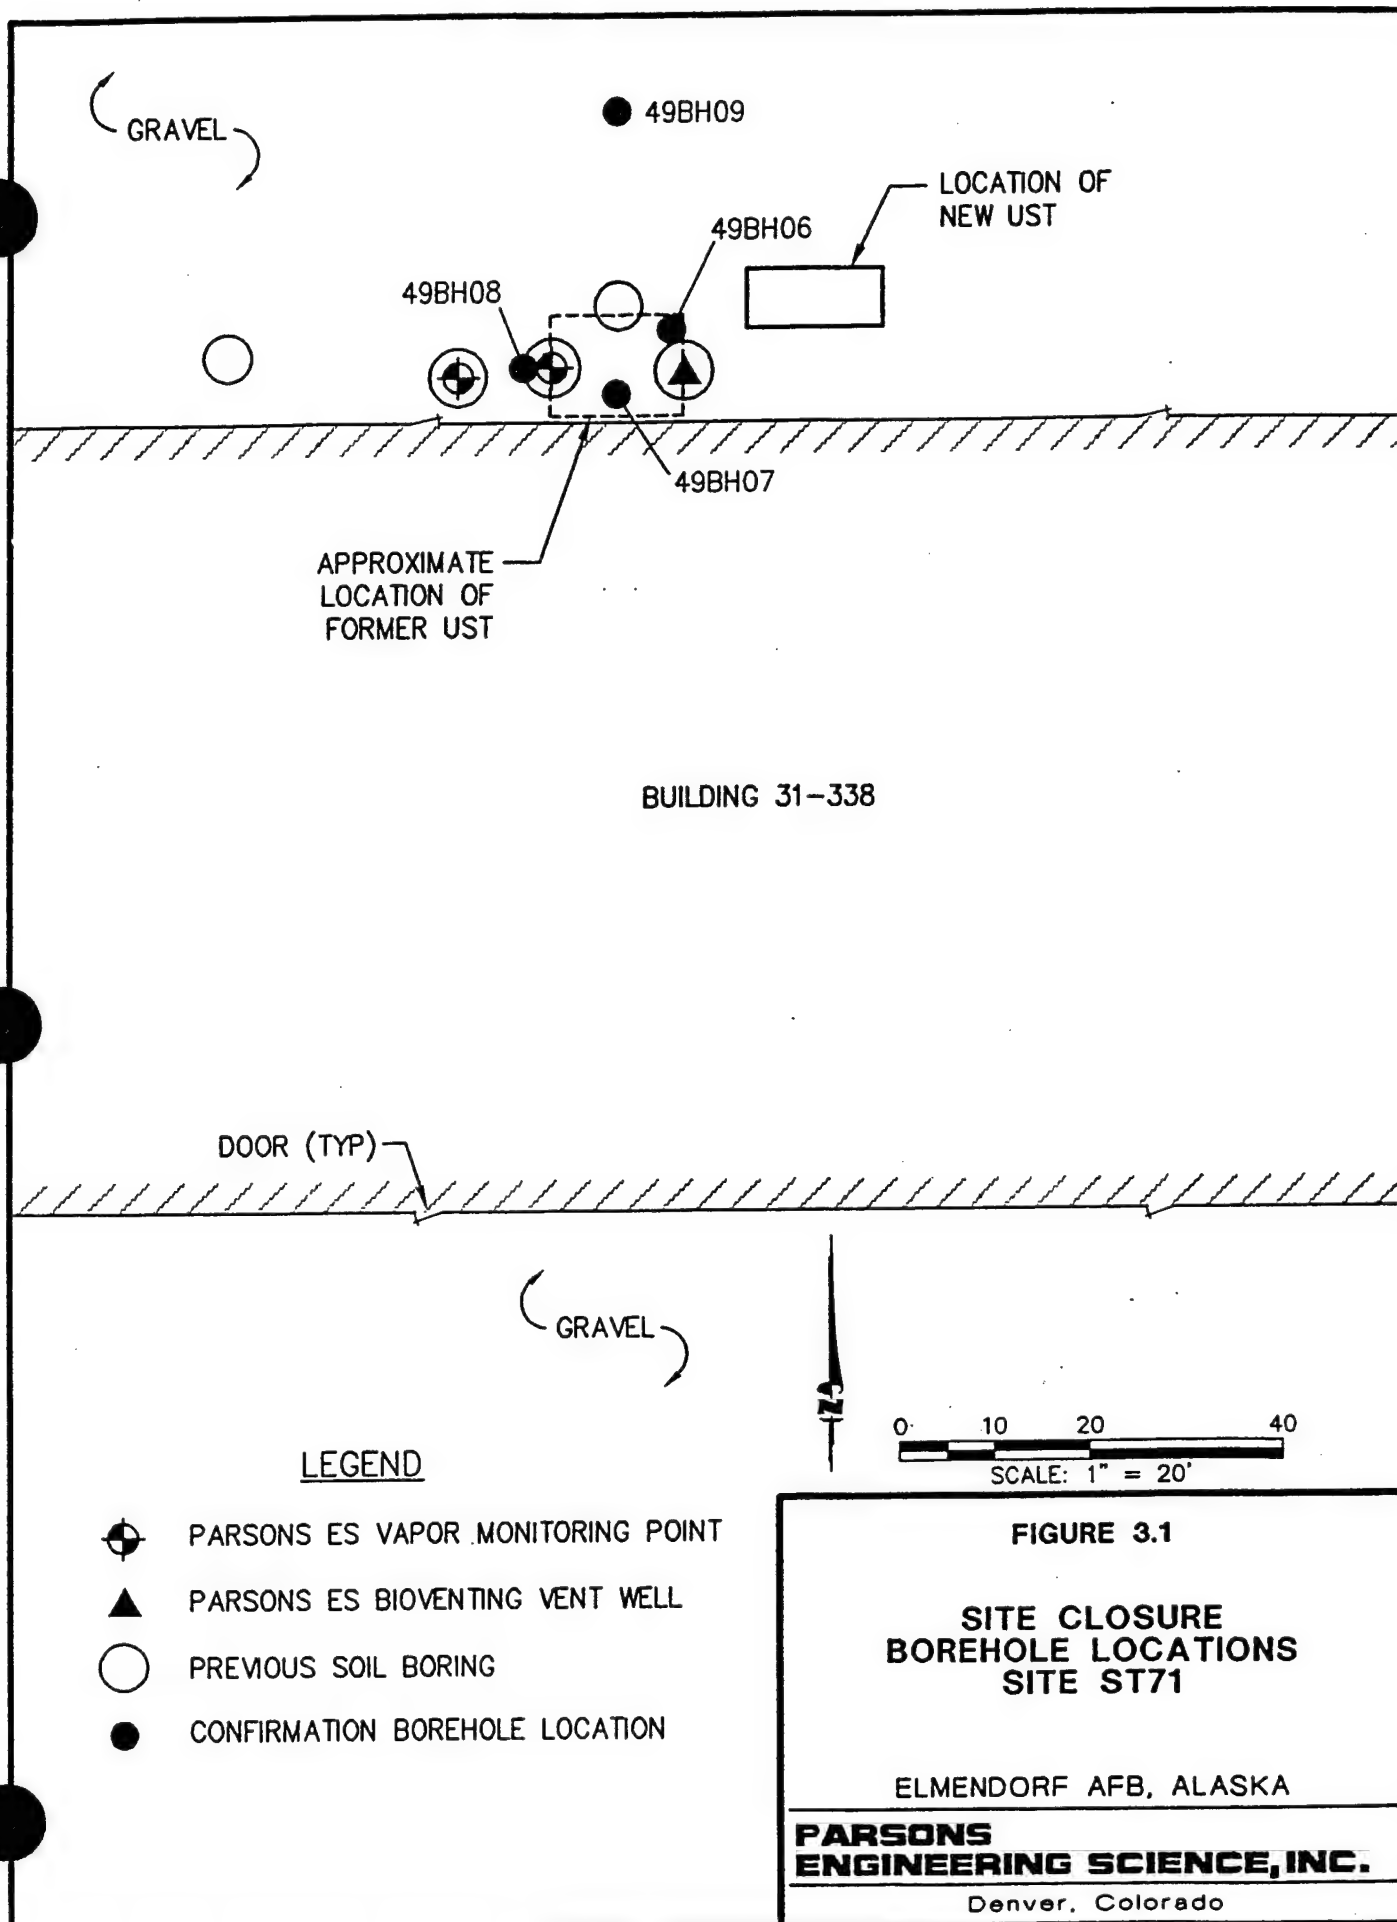 GRAVEL
49BH09
LOCATION OF
NEW UST
49BH06
49BH08
49BH07
APPROXIMATE
LOCATION OF
FORMER UST
BUILDING 31-338
DOOR (TYP)
GRAVEL
N
0 10 20 40
SCALE: 1" = 20'
LEGEND
PARSONS ES VAPOR MONITORING POINT
PARSONS ES BIOVENTING VENT WELL
PREVIOUS SOIL BORING
CONFIRMATION BOREHOLE LOCATION
FIGURE 3.1
SITE CLOSURE
BOREHOLE LOCATIONS
SITE ST71
ELMENDORF AFB, ALASKA
PARSONS
ENGINEERING SCIENCE, INC.
Denver, Colorado